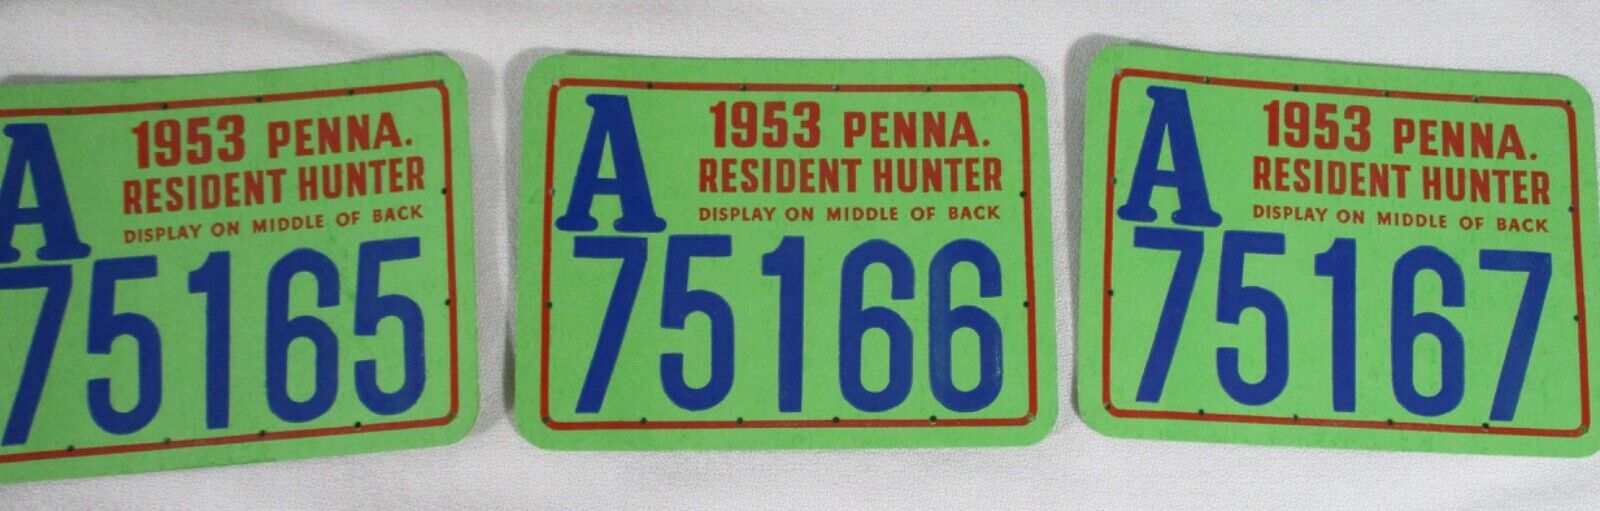 A 1953 PENNA.
RESIDENT HUNTER
DISPLAY ON MIDDLE OF BACK
75165
A 1953 PENNA.
RESIDENT HUNTER
DISPLAY ON MIDDLE OF BACK
75166
A 1953 PENNA.
RESIDENT HUNTER
DISPLAY ON MIDDLE OF BACK
75167